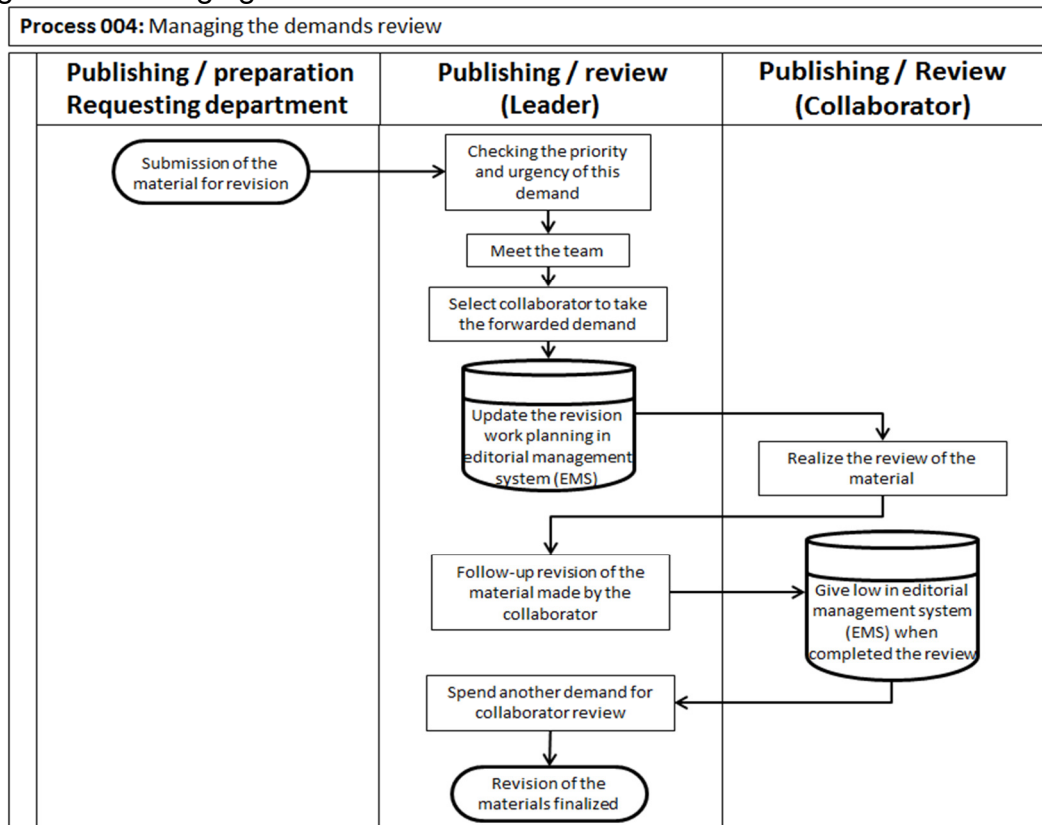 Process 004: Managing the demands review
Publishing / preparation
Requesting department
Publishing / review
(Leader)
Publishing / Review
(Collaborator)
Submission of the
material for revision
Checking the priority
and urgency of this
demand
Meet the team
Select collaborator to take
the forwarded demand
Update the revision
work planning in
editorial management
system (EMS)
Realize the review of the
material
Follow-up revision of the
material made by the
collaborator
Give low in editorial
management system
(EMS) when
completed the review
Spend another demand for
collaborator review
Revision of the
materials finalized